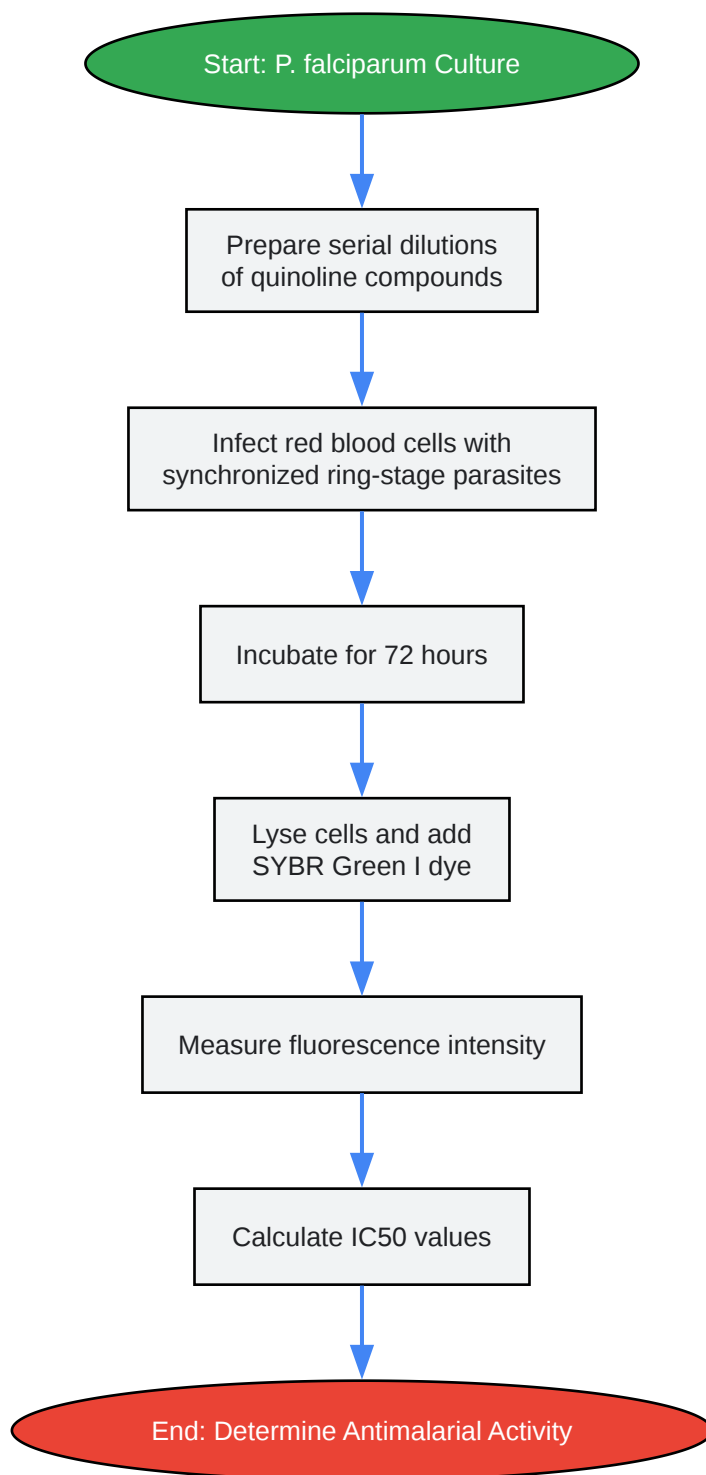 Start: P. falciparum Culture
Prepare serial dilutions
of quinoline compounds
Infect red blood cells with
synchronized ring-stage parasites
Incubate for 72 hours
Lyse cells and add
SYBR Green I dye
Measure fluorescence intensity
Calculate IC50 values
End: Determine Antimalarial Activity